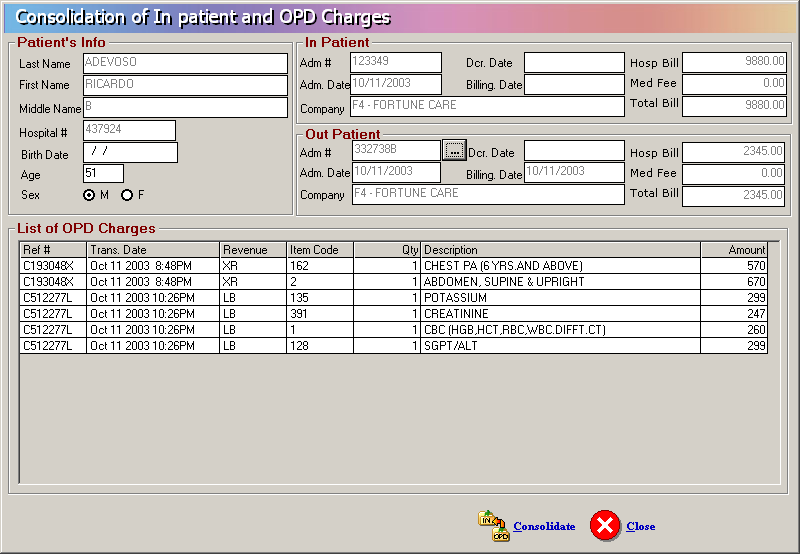 Consolidation of In patient and OPD Charges
Patient's Info
Last Name ADEVOSO
First Name RICARDO
Middle Name B
Hospital # 437924
Birth Date / /
Age 51
Sex M F
In Patient
Adm # 123349 Dcr. Date Hosp Bill 9880.00
Adm. Date 10/11/2003 Billing. Date Med Fee 0.00
Company F4 - FORTUNE CARE Total Bill 9880.00
Out Patient
Adm # 332738B ... Dcr. Date Hosp Bill 2345.00
Adm. Date 10/11/2003 Billing. Date 10/11/2003 Med Fee 0.00
Company F4 - FORTUNE CARE Total Bill 2345.00
List of OPD Charges
Ref # Trans. Date Revenue Item Code Qty Description Amount
C193048X Oct 11 2003 8:48PM XR 162 1 CHEST PA (6 YRS.AND ABOVE) 570
C193048X Oct 11 2003 8:48PM XR 2 1 ABDOMEN, SUPINE & UPRIGHT 670
C512277L Oct 11 2003 10:26PM LB 135 1 POTASSIUM 299
C512277L Oct 11 2003 10:26PM LB 391 1 CREATININE 247
C512277L Oct 11 2003 10:26PM LB 1 1 CBC (HGB,HCT,RBC,WBC.DIFFT.CT) 260
C512277L Oct 11 2003 10:26PM LB 128 1 SGPT/ALT 299
IN OPD Consolidate Close